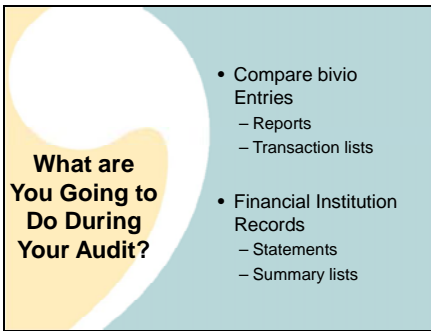 What are
You Going to
Do During
Your Audit?
• Compare bivio
Entries
– Reports
– Transaction lists
• Financial Institution
Records
– Statements
– Summary lists